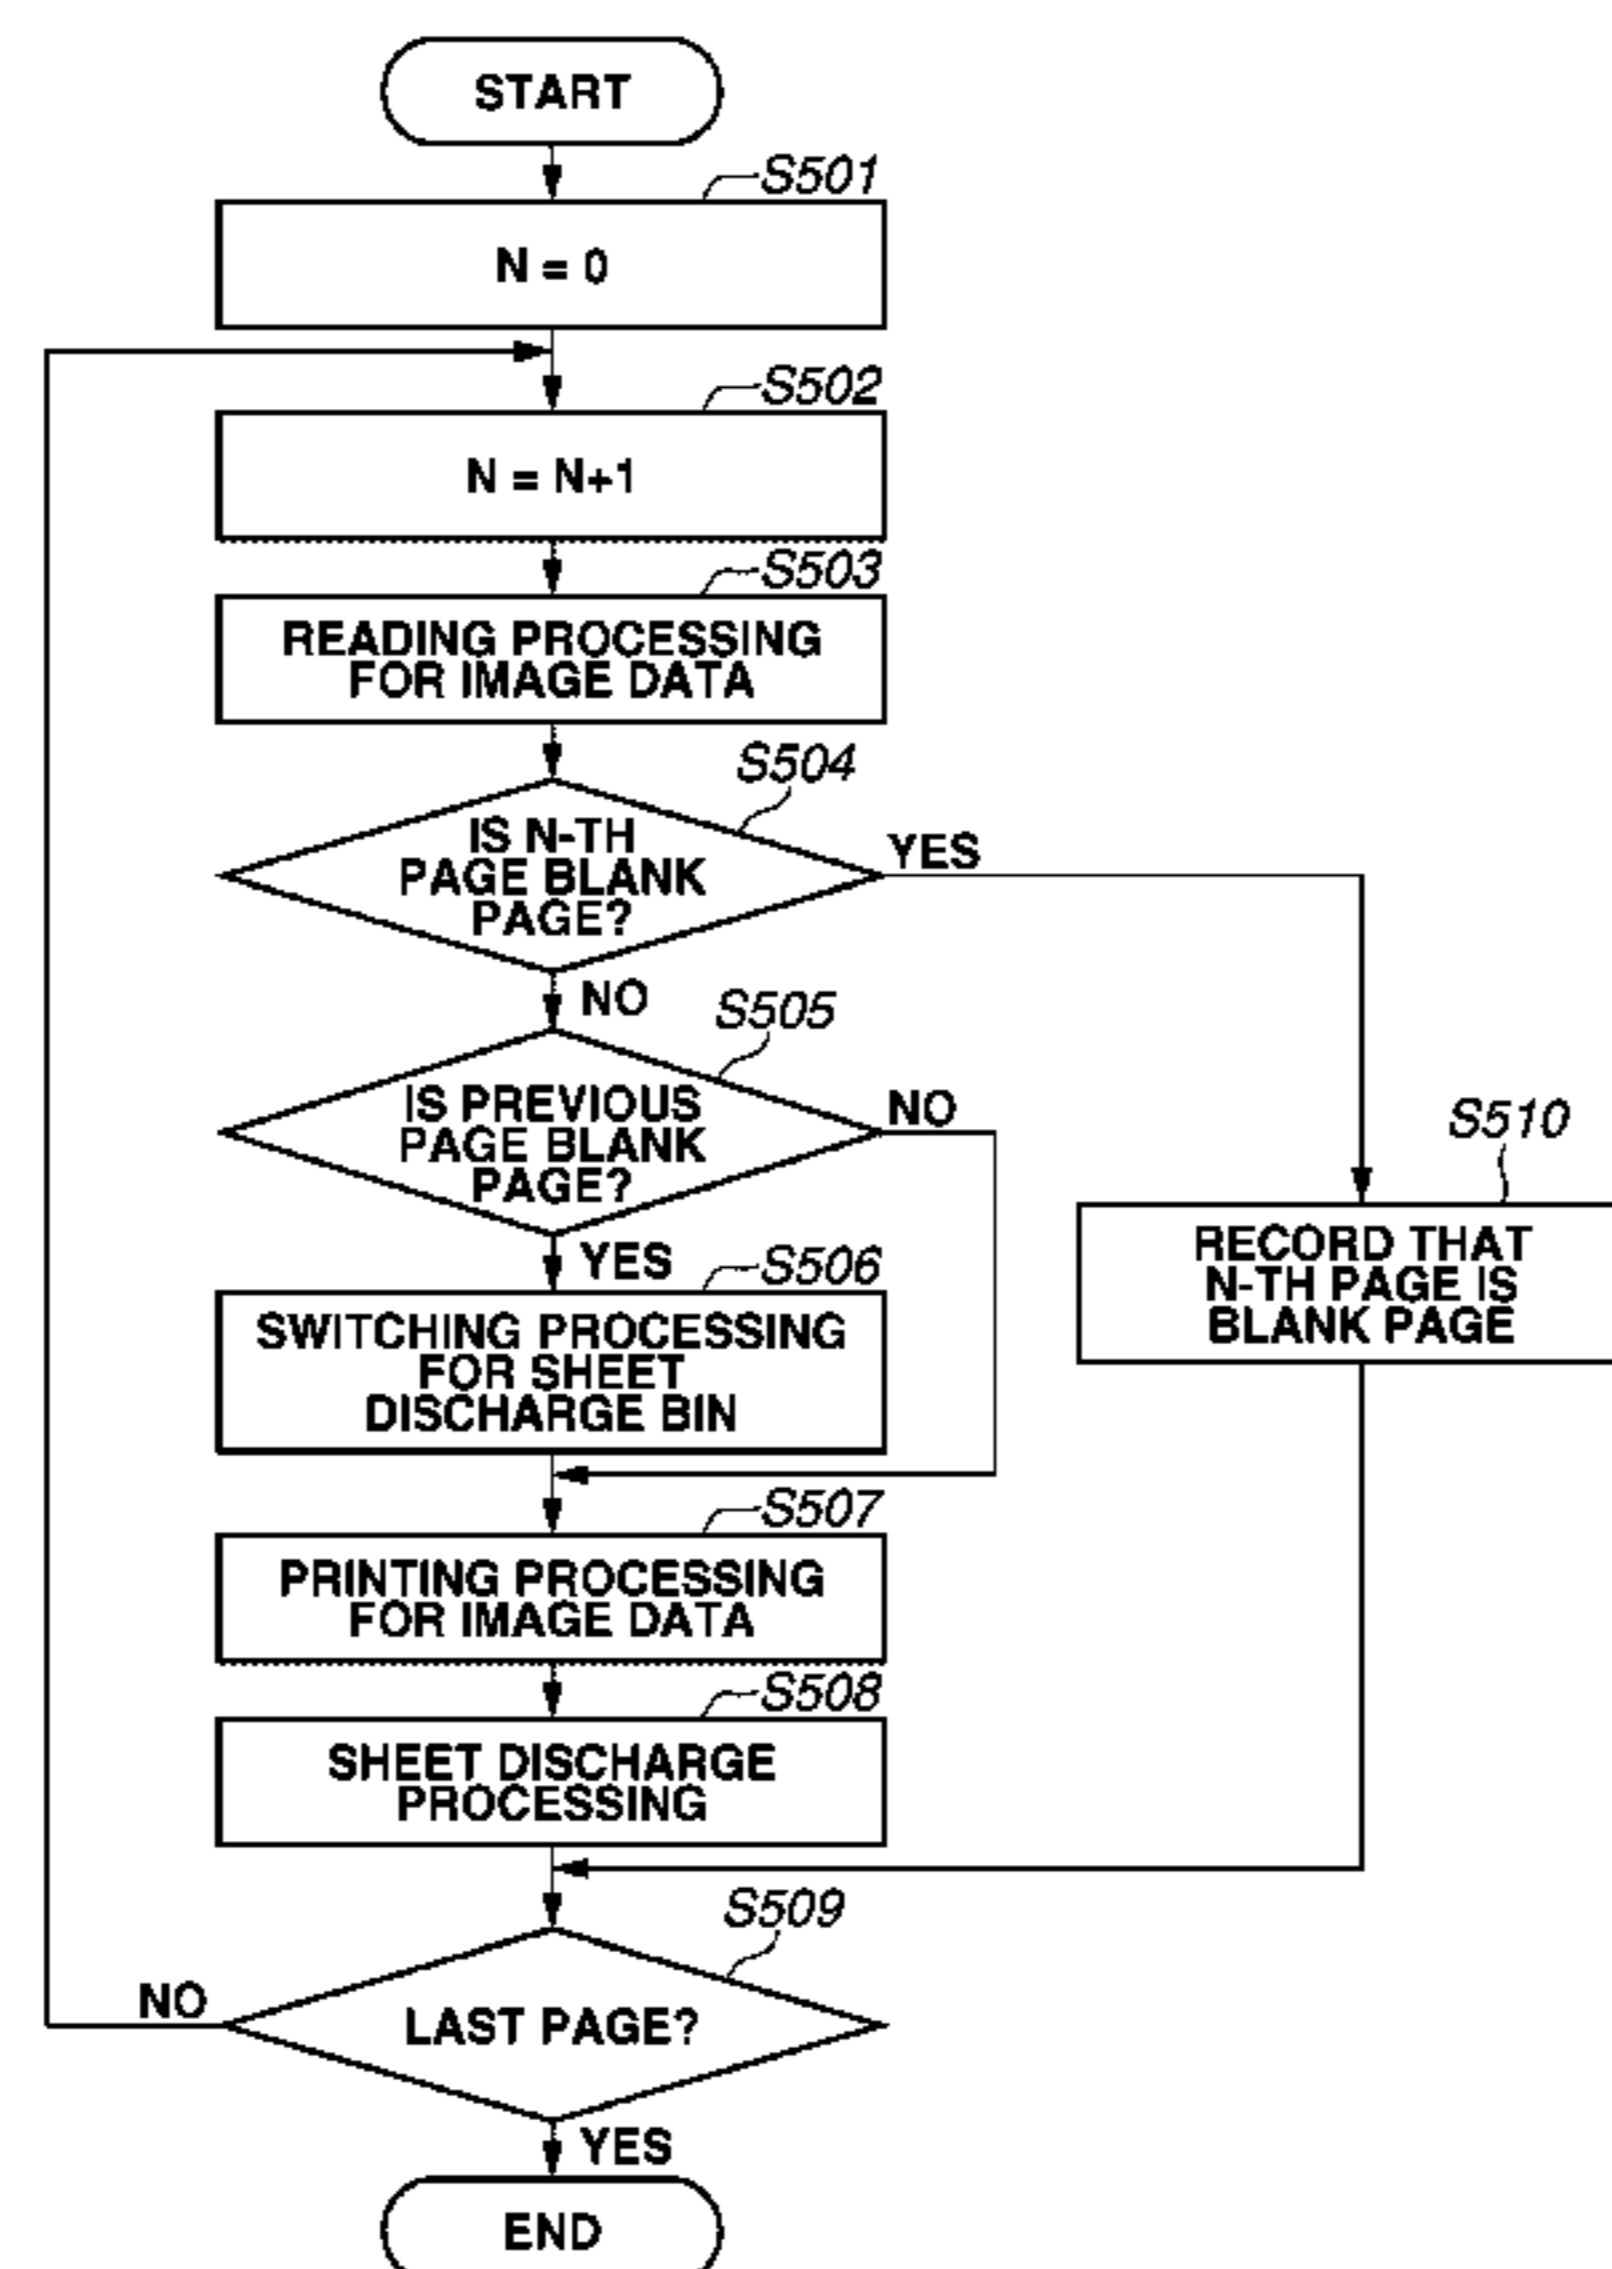 START
S501
N = 0
S502
N = N+1
S503
READING PROCESSING
FOR IMAGE DATA
S504
IS N-TH
PAGE BLANK
PAGE?
YES
NO
S505
IS PREVIOUS
PAGE BLANK
PAGE?
NO
YES
S510
RECORD THAT
N-TH PAGE IS
BLANK PAGE
S506
SWITCHING PROCESSING
FOR SHEET
DISCHARGE BIN
S507
PRINTING PROCESSING
FOR IMAGE DATA
S508
SHEET DISCHARGE
PROCESSING
S509
LAST PAGE?
NO
YES
END